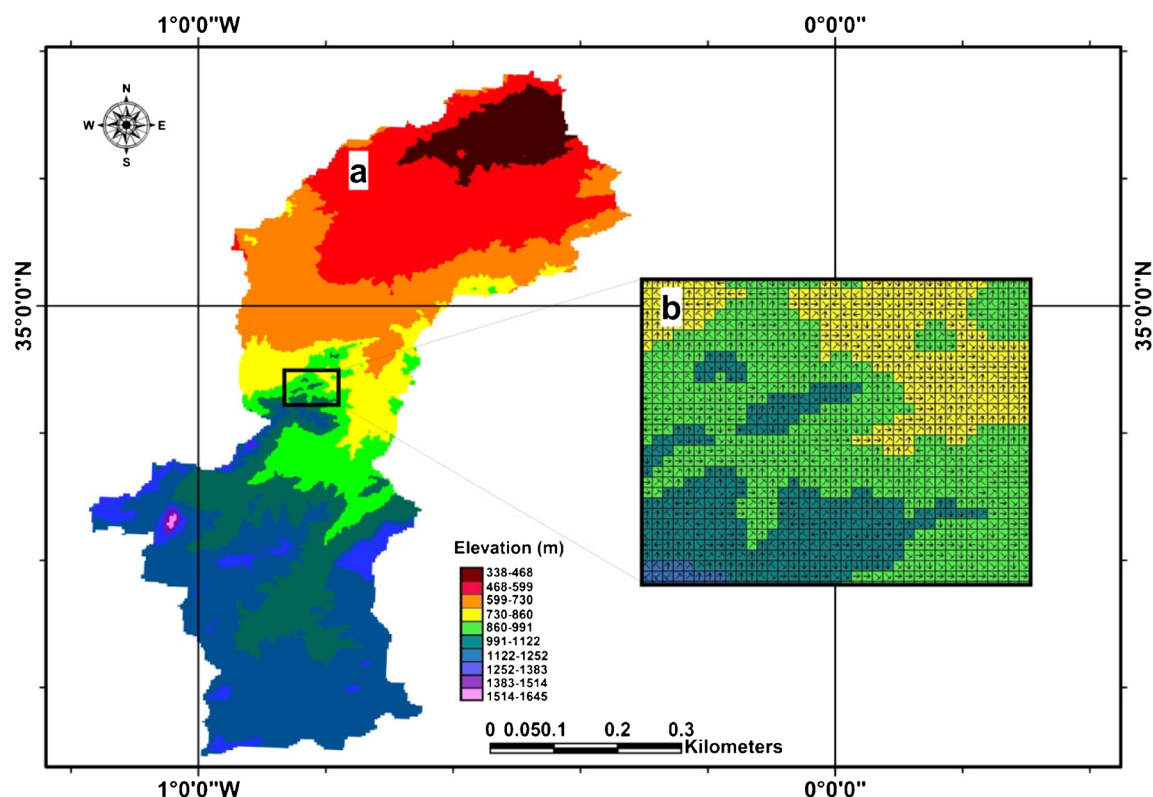 1°0'0"W 0°0'0"
N
W E
S
a
35°0'0"N 35°0'0"N
b
Elevation (m)
338-468
468-599
599-730
730-860
860-991
991-1122
1122-1252
1252-1383
1383-1514
1514-1645
0 0.050.1 0.2 0.3
Kilometers
1°0'0"W 0°0'0"